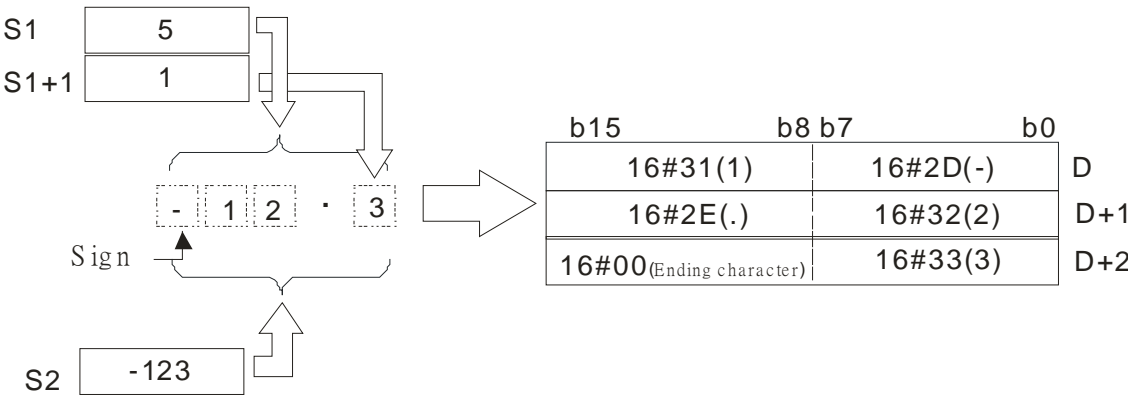 S1 5
S1+1 1
b15 b8 b7 b0
16#31(1) 16#2D(-) D
- 1 2 . 3
16#2E(.) 16#32(2) D+1
Sign
16#00(Ending character) 16#33(3) D+2
S2 -123